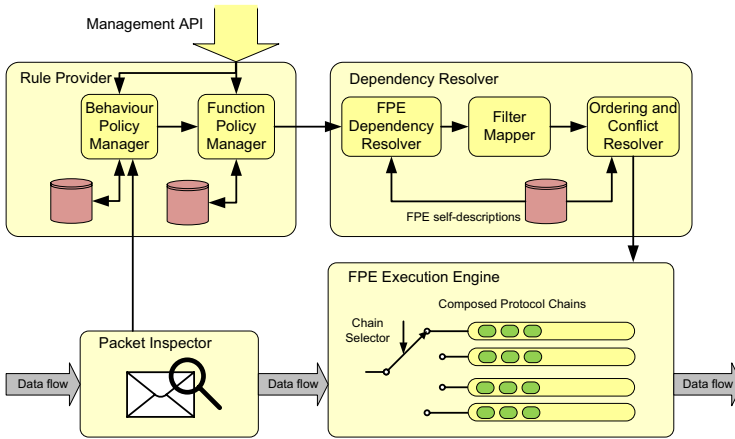 Management API
Rule Provider
Behaviour
Policy
Manager
Function
Policy
Manager
Dependency Resolver
FPE
Dependency
Resolver
Filter
Mapper
Ordering and
Conflict
Resolver
FPE self-descriptions
FPE Execution Engine
Composed Protocol Chains
Chain
Selector
Packet Inspector
Data flow
Data flow
Data flow